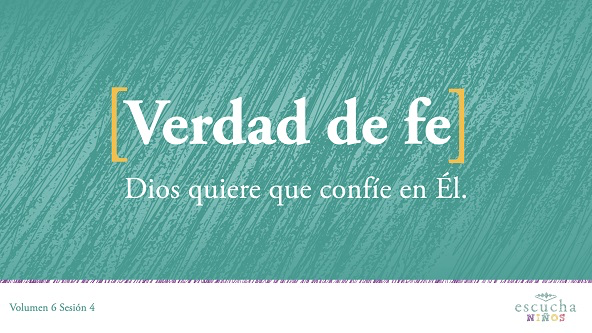 [Verdad de fe]
Dios quiere que confíe en Él.
Volumen 6 Sesión 4
escucha
NIÑOS